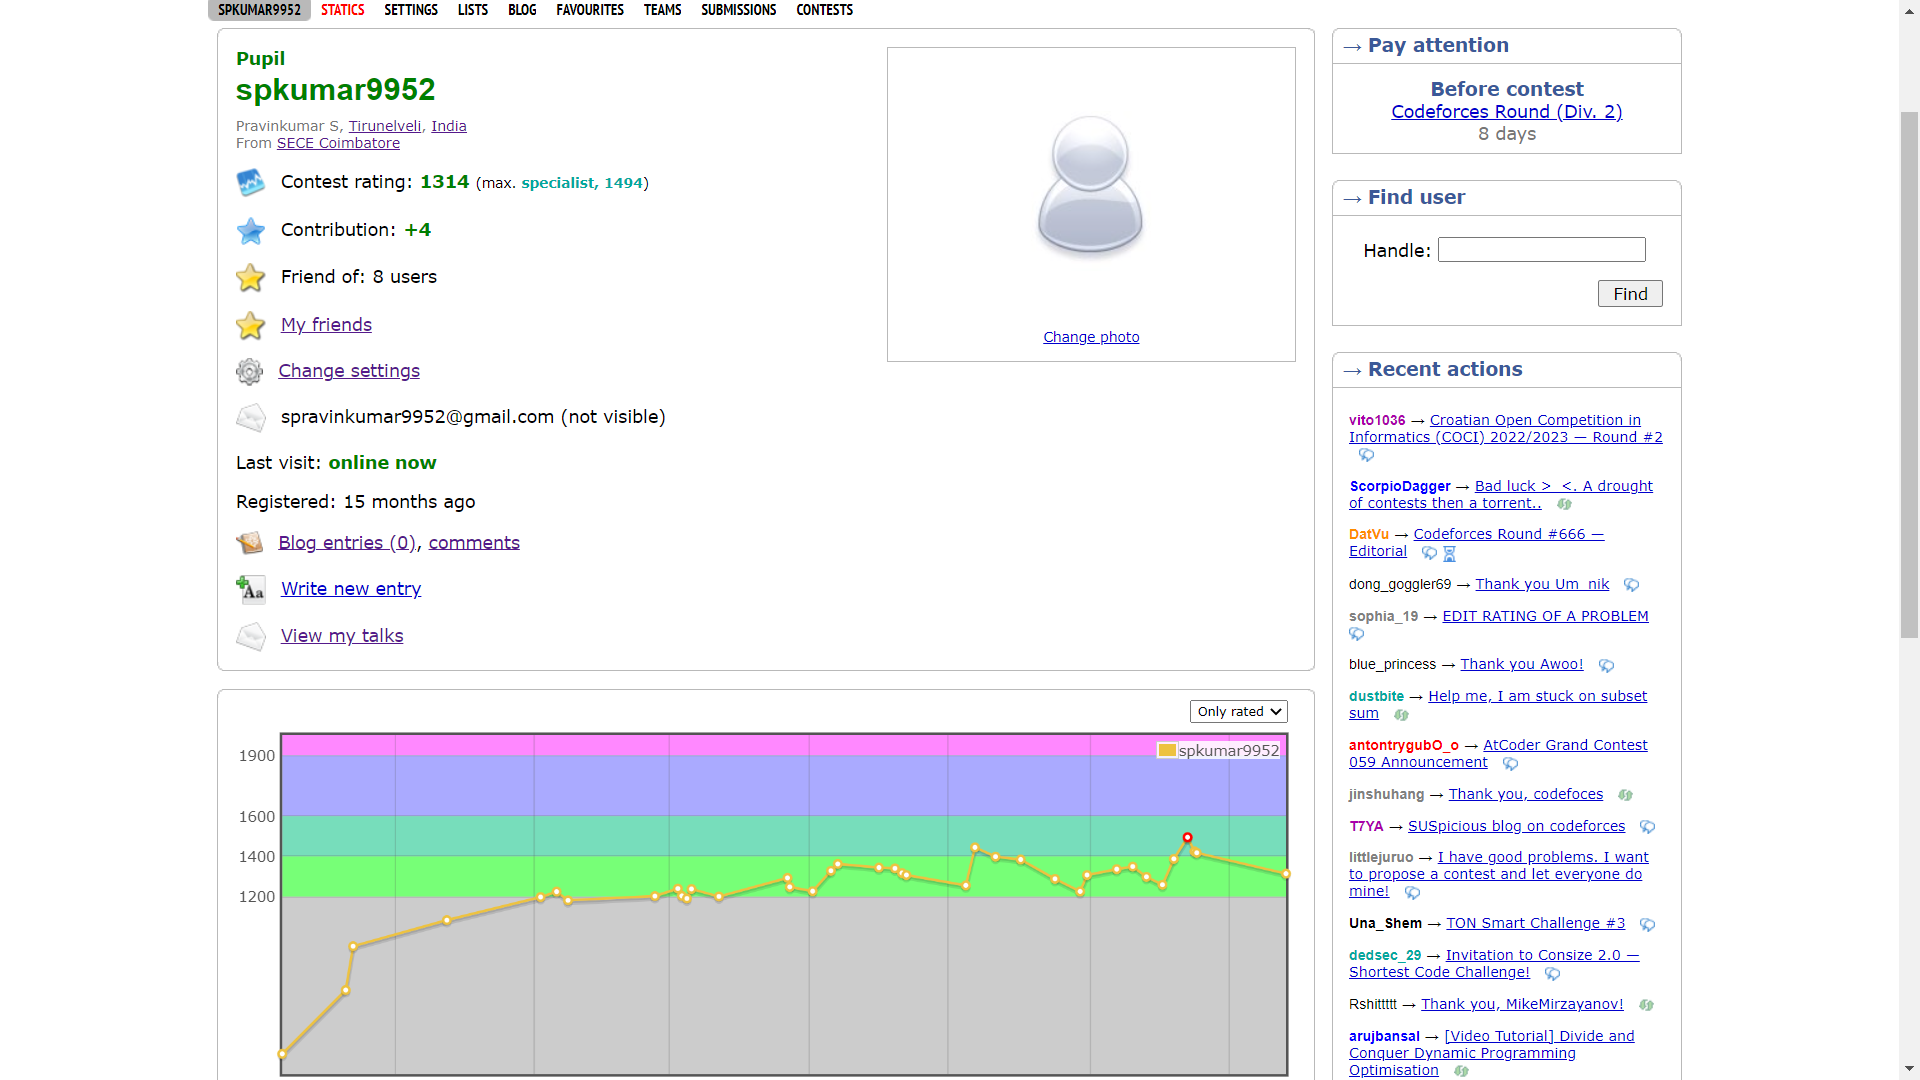 SPKUMAR9952 STATICS SETTINGS LISTS BLOG FAVOURITES TEAMS SUBMISSIONS CONTESTS
Pupil
spkumar9952
Pravinkumar S, Tirunelveli, India
From SECE Coimbatore
Contest rating: 1314 (max. specialist, 1494)
Contribution: +4
Friend of: 8 users
My friends
Change settings
spravinkumar9952@gmail.com (not visible)
Last visit: online now
Registered: 15 months ago
Blog entries (0), comments
Aa Write new entry
View my talks
Change photo
Only rated
spkumar9952
1900
1600
1400
1200
→ Pay attention
Before contest
Codeforces Round (Div. 2)
8 days
→ Find user
Handle:
Find
→ Recent actions
vito1036 → Croatian Open Competition in
Informatics (COCI) 2022/2023 — Round #2
ScorpioDagger → Bad luck >_<. A drought
of contests then a torrent..
DatVu → Codeforces Round #666 —
Editorial
dong_goggler69 → Thank you Um_nik
sophia_19 → EDIT RATING OF A PROBLEM
blue_princess → Thank you Awoo!
dustbite → Help me, I am stuck on subset
sum
antontrygubO_o → AtCoder Grand Contest
059 Announcement
jinshuhang → Thank you, codefoces
T7YA → SUSpicious blog on codeforces
littlejuruo → I have good problems. I want
to propose a contest and let everyone do
mine!
Una_Shem → TON Smart Challenge #3
dedsec_29 → Invitation to Consize 2.0 —
Shortest Code Challenge!
Rshittttt → Thank you, MikeMirzayanov!
arujbansal → [Video Tutorial] Divide and
Conquer Dynamic Programming
Optimisation